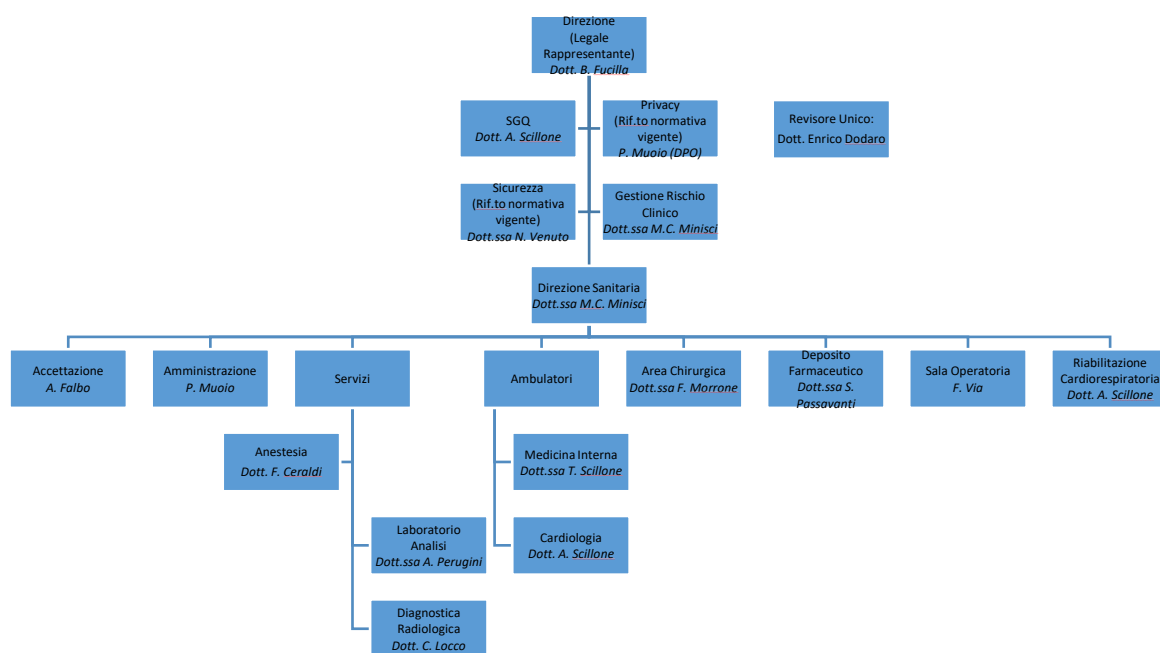 Direzione
(Legale
Rappresentante)
Dott. B. Fucilla
SGQ
Dott. A. Scillone
Privacy
(Rif.to normativa
vigente)
P. Muoio (DPO)
Revisore Unico:
Dott. Enrico Dodaro
Sicurezza
(Rif.to normativa
vigente)
Dott.ssa N. Venuto
Gestione Rischio
Clinico
Dott.ssa M.C. Minisci
Direzione Sanitaria
Dott.ssa M.C. Minisci
Accettazione
A. Falbo
Amministrazione
P. Muoio
Servizi
Ambulatori
Area Chirurgica
Dott.ssa F. Morrone
Deposito
Farmaceutico
Dott.ssa S.
Passavanti
Sala Operatoria
F. Via
Riabilitazione
Cardiorespiratoria
Dott. A. Scillone
Anestesia
Dott. F. Ceraldi
Medicina Interna
Dott.ssa T. Scillone
Laboratorio
Analisi
Dott.ssa A. Perugini
Cardiologia
Dott. A. Scillone
Diagnostica
Radiologica
Dott. C. Locco